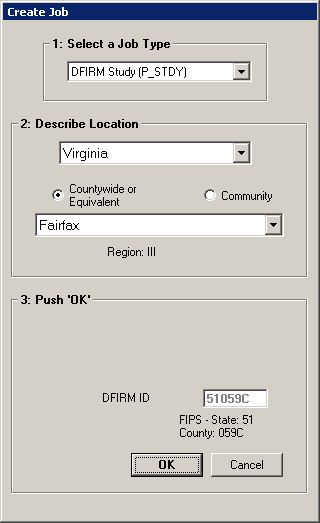 Create Job
1: Select a Job Type
DFIRM Study (P_STDY)
2: Describe Location
Virginia
Countywide or
Equivalent
Community
Fairfax
Region: III
3: Push 'OK'
DFIRM ID
51059C
FIPS - State: 51
County: 059C
OK
Cancel